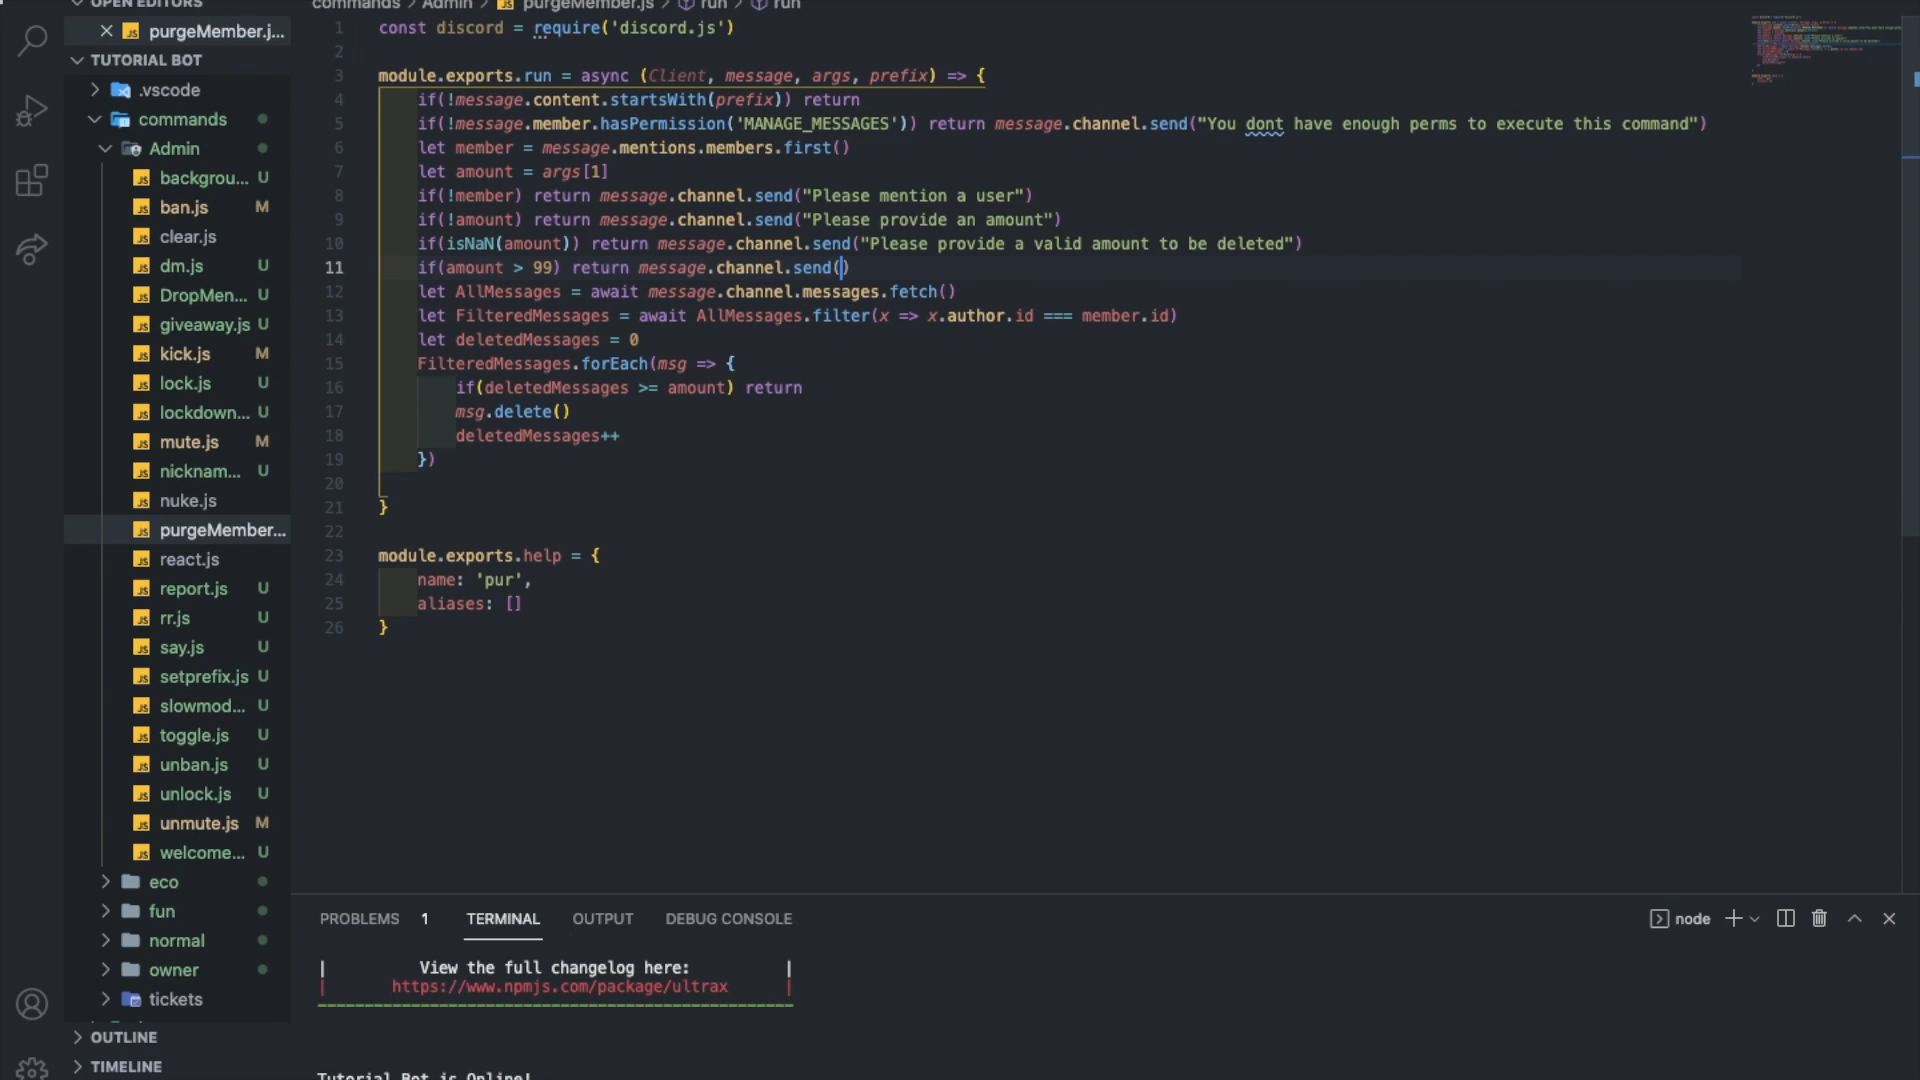 OPEN EDITORS
commands > Admin > JS purgeMember.js > run > run
purgeMember.j...
TUTORIAL BOT
.vscode
commands
Admin
backgrou... U
ban.js M
clear.js
dm.js U
DropMen... U
giveaway.js U
kick.js M
lock.js U
lockdown... U
mute.js M
nicknam... U
nuke.js
purgeMember...
react.js
report.js U
rr.js U
say.js U
setprefix.js U
slowmod... U
toggle.js U
unban.js U
unlock.js U
unmute.js M
welcome... U
eco
fun
normal
owner
tickets
OUTLINE
TIMELINE
1 const discord = require('discord.js')
2
3 module.exports.run = async (Client, message, args, prefix) => {
4 if(!message.content.startsWith(prefix)) return
5 if(!message.member.hasPermission('MANAGE_MESSAGES')) return message.channel.send("You dont have enough perms to execute this command")
6 let member = message.mentions.members.first()
7 let amount = args[1]
8 if(!member) return message.channel.send("Please mention a user")
9 if(!amount) return message.channel.send("Please provide an amount")
10 if(isNaN(amount)) return message.channel.send("Please provide a valid amount to be deleted")
11 if(amount > 99) return message.channel.send()
12 let AllMessages = await message.channel.messages.fetch()
13 let FilteredMessages = await AllMessages.filter(x => x.author.id === member.id)
14 let deletedMessages = 0
15 FilteredMessages.forEach(msg => {
16 if(deletedMessages >= amount) return
17 msg.delete()
18 deletedMessages++
19 })
20
21 }
22
23 module.exports.help = {
24 name: 'pur',
25 aliases: []
26 }
PROBLEMS 1 TERMINAL OUTPUT DEBUG CONSOLE
node
| View the full changelog here: |
| https://www.npmjs.com/package/ultrax |
Tutorial Bot is Online!